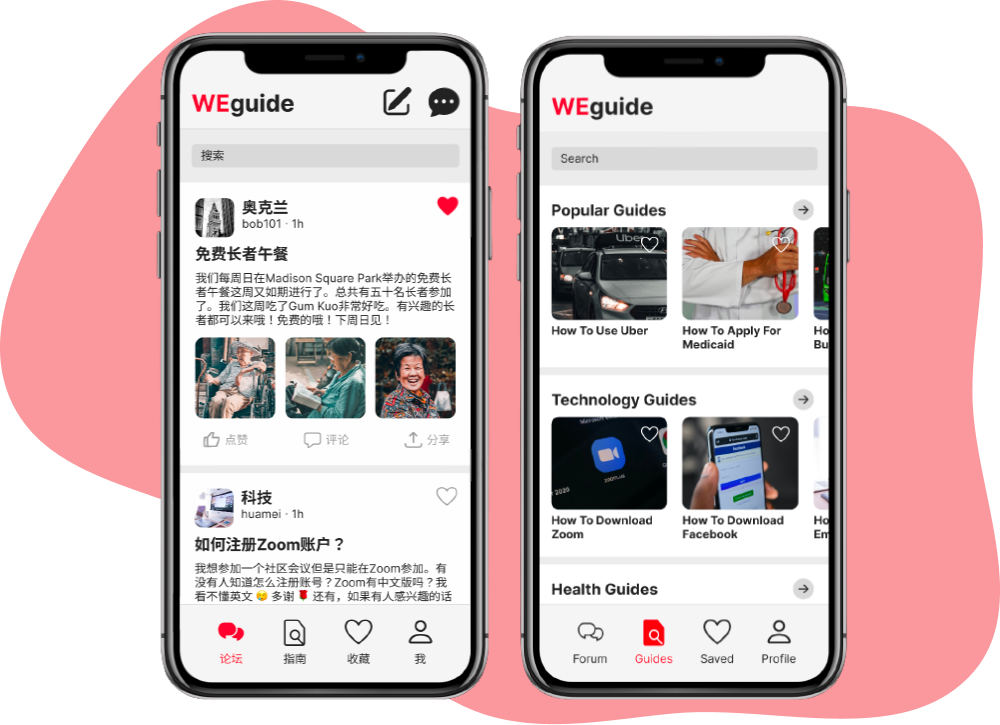 WEguide
搜索
奥克兰
bob101 · 1h
免费长者午餐
我们每周日在Madison Square Park举办的免费长
者午餐这周又如期进行了。总共有五十名长者参加
了。我们这周吃了Gum Kuo非常好吃。有兴趣的长
者都可以来哦！免费的哦！下周日见！
点赞
评论
分享
科技
huamei · 1h
如何注册Zoom账户？
我想参加一个社区会议但是只能在Zoom参加。有
没有人知道怎么注册账号？Zoom有中文版吗？我
看不懂英文 😊 多谢🌹还有，如果有人感兴趣的话
论坛
指南
收藏
我
WEguide
Search
Popular Guides
Uber
How To Use Uber
How To Apply For
Medicaid
Ho
Bu
Technology Guides
ZOOM
How To Download
Zoom
How To Download
Facebook
Ho
Em
Health Guides
Forum
Guides
Saved
Profile